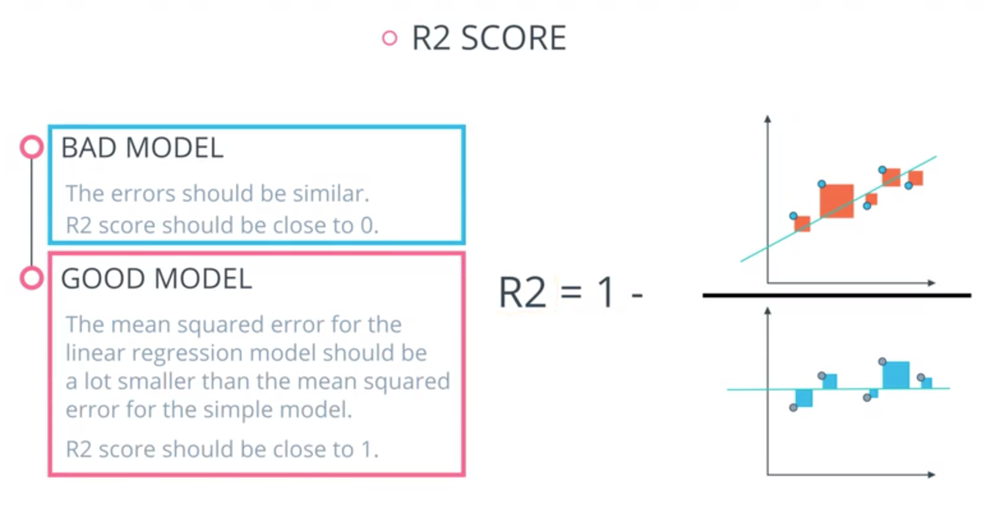 R2 SCORE
BAD MODEL
The errors should be similar.
R2 score should be close to 0.
GOOD MODEL
The mean squared error for the
linear regression model should be
a lot smaller than the mean squared
error for the simple model.
R2 score should be close to 1.
R2 = 1 -